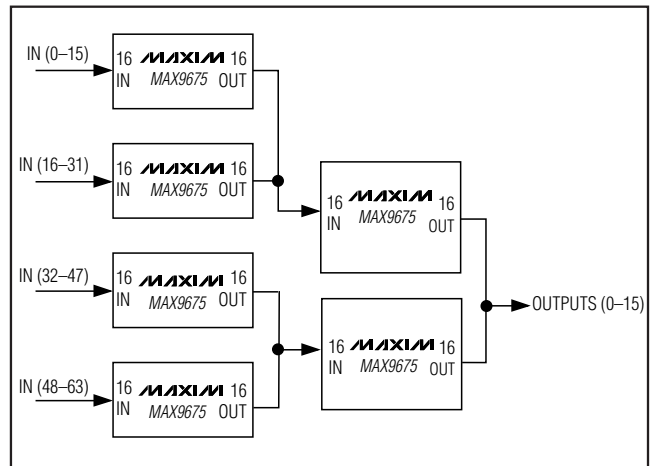 IN (0–15)
16 MAXIM 16
IN MAX9675 OUT
IN (16–31)
16 MAXIM 16
IN MAX9675 OUT
16 MAXIM 16
IN MAX9675 OUT
IN (32–47)
16 MAXIM 16
IN MAX9675 OUT
OUTPUTS (0–15)
16 MAXIM 16
IN MAX9675 OUT
IN (48–63)
16 MAXIM 16
IN MAX9675 OUT